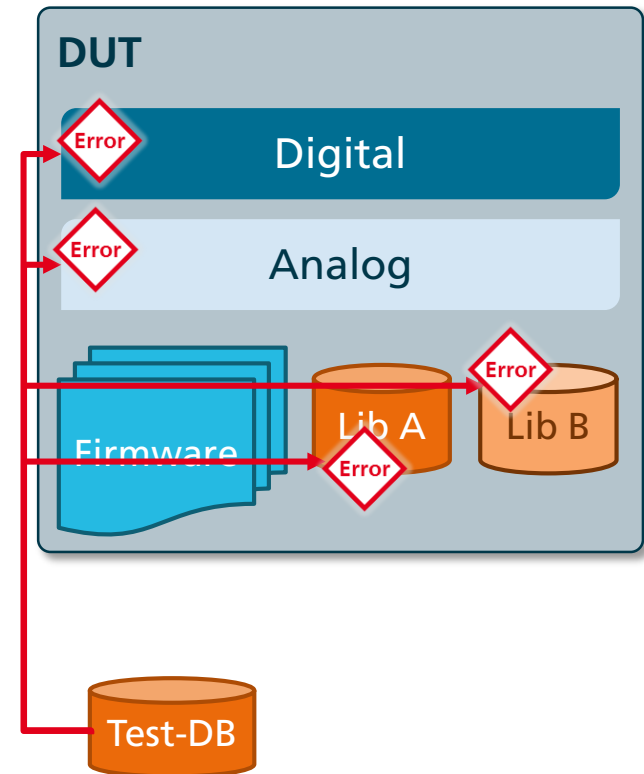 DUT
Error
Digital
Error
Analog
Error
Firmware
Lib A
Lib B
Error
Test-DB